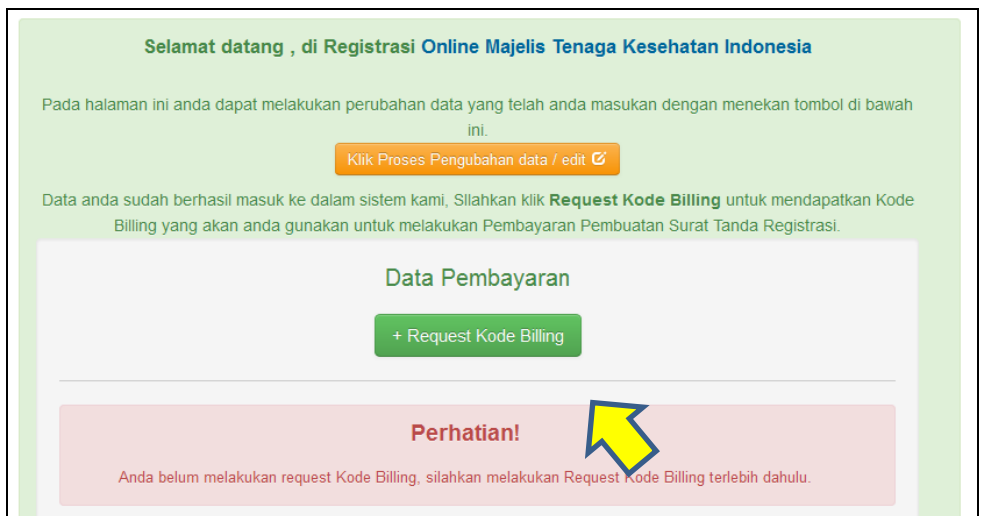 Selamat datang , di Registrasi Online Majelis Tenaga Kesehatan Indonesia
Pada halaman ini anda dapat melakukan perubahan data yang telah anda masukan dengan menekan tombol di bawah
ini.
Klik Proses Pengubahan data / edit
Data anda sudah berhasil masuk ke dalam sistem kami, SIlahkan klik Request Kode Billing untuk mendapatkan Kode
Billing yang akan anda gunakan untuk melakukan Pembayaran Pembuatan Surat Tanda Registrasi.
Data Pembayaran
+ Request Kode Billing
Perhatian!
Anda belum melakukan request Kode Billing, silahkan melakukan Request Kode Billing terlebih dahulu.